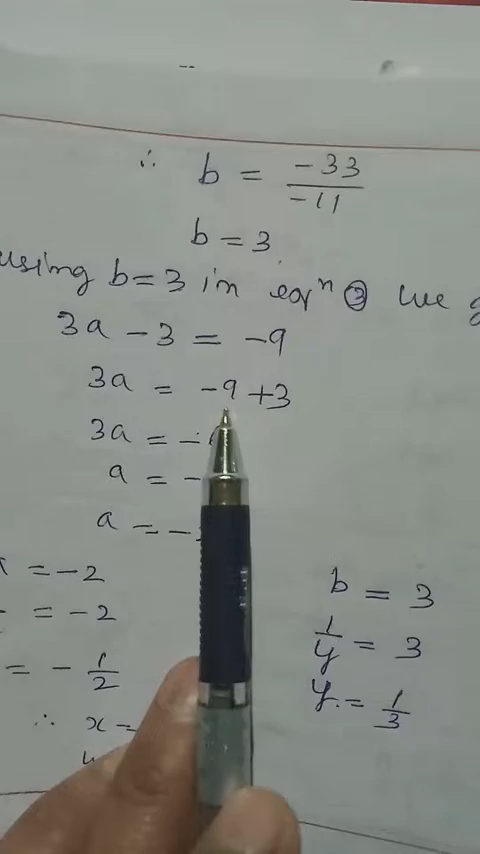 ∴ b = -33/-11
b = 3
using b=3 in eqⁿ ③ we
3a - 3 = -9
3a = -9 + 3
3a = -
a = -
a = -
= -2
= -2
= - 1/2
∴ x =
b = 3
1/y = 3
y = 1/3